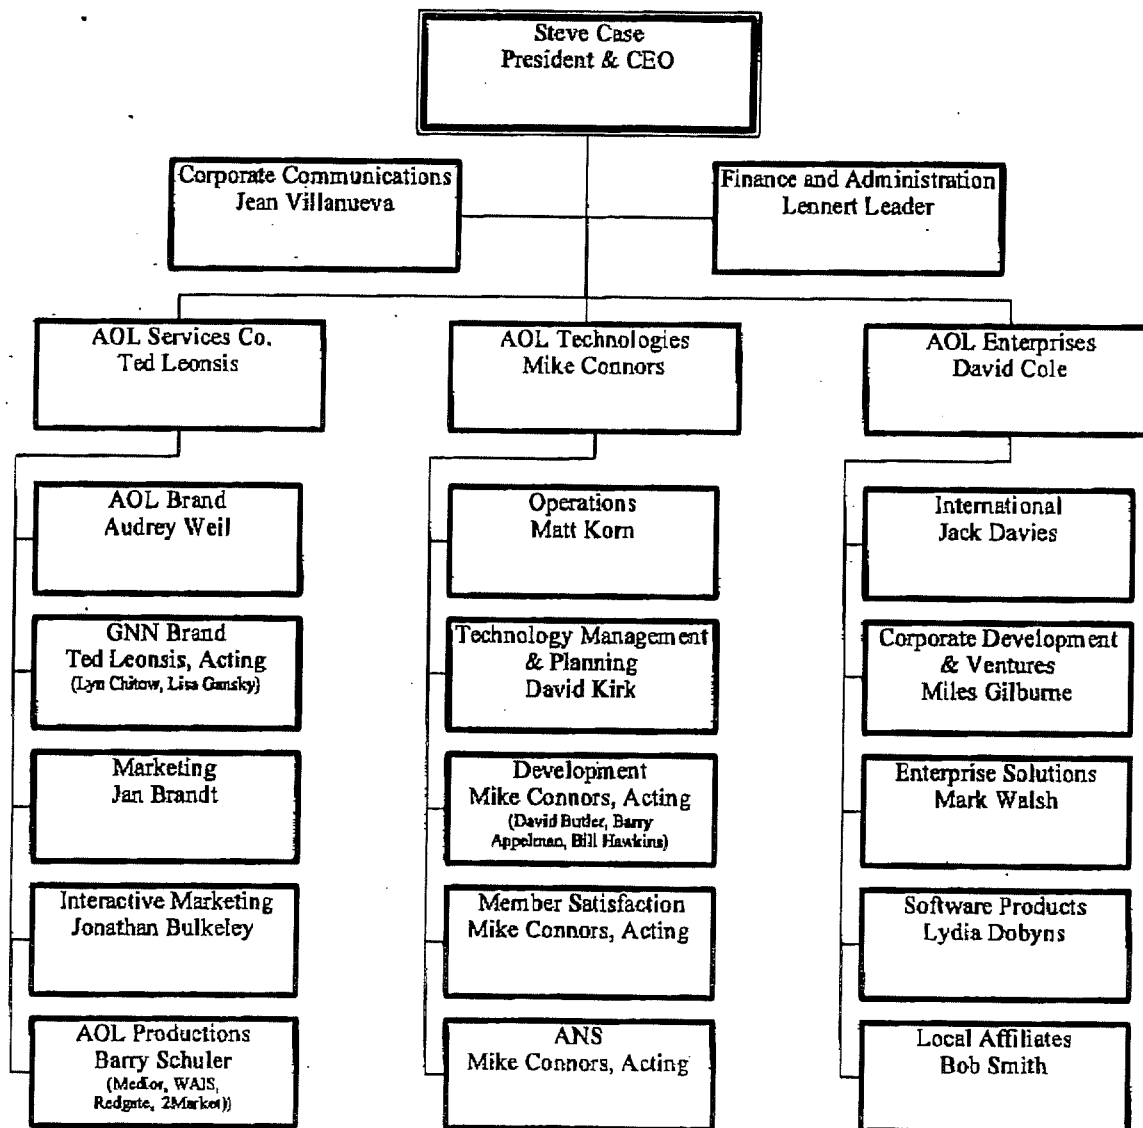 Steve Case
President & CEO
Corporate Communications
Jean Villanueva
Finance and Administration
Lennert Leader
AOL Services Co.
Ted Leonsis
AOL Technologies
Mike Connors
AOL Enterprises
David Cole
AOL Brand
Audrey Weil
GNN Brand
Ted Leonsis, Acting
(Lyn Chitow, Lisa Gansky)
Marketing
Jan Brandt
Interactive Marketing
Jonathan Bulkeley
AOL Productions
Barry Schuler
(Medior, WAIS,
Redgate, 2Market))
Operations
Matt Korn
Technology Management
& Planning
David Kirk
Development
Mike Connors, Acting
(David Butler, Barry
Appelman, Bill Hawkins)
Member Satisfaction
Mike Connors, Acting
ANS
Mike Connors, Acting
International
Jack Davies
Corporate Development
& Ventures
Miles Gilburne
Enterprise Solutions
Mark Walsh
Software Products
Lydia Dobyns
Local Affiliates
Bob Smith